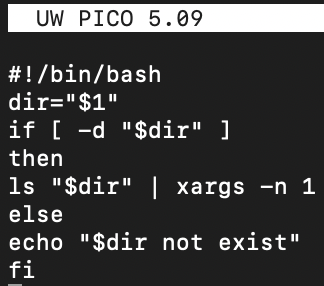 UW PICO 5.09
#!/bin/bash
dir="$1"
if [ -d "$dir" ]
then
ls "$dir" | xargs -n 1
else
echo "$dir not exist"
fi